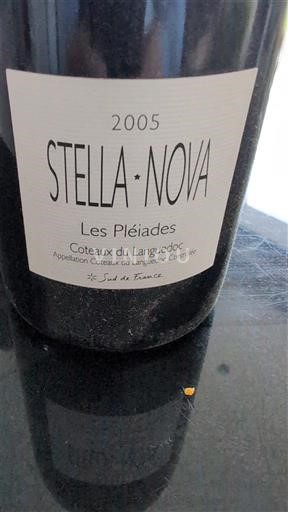 2005
STELLA★NOVA
Les Pléiades
Coteaux du Languedoc
Appellation Coteaux du Languedoc Contrôlée
Sud de France